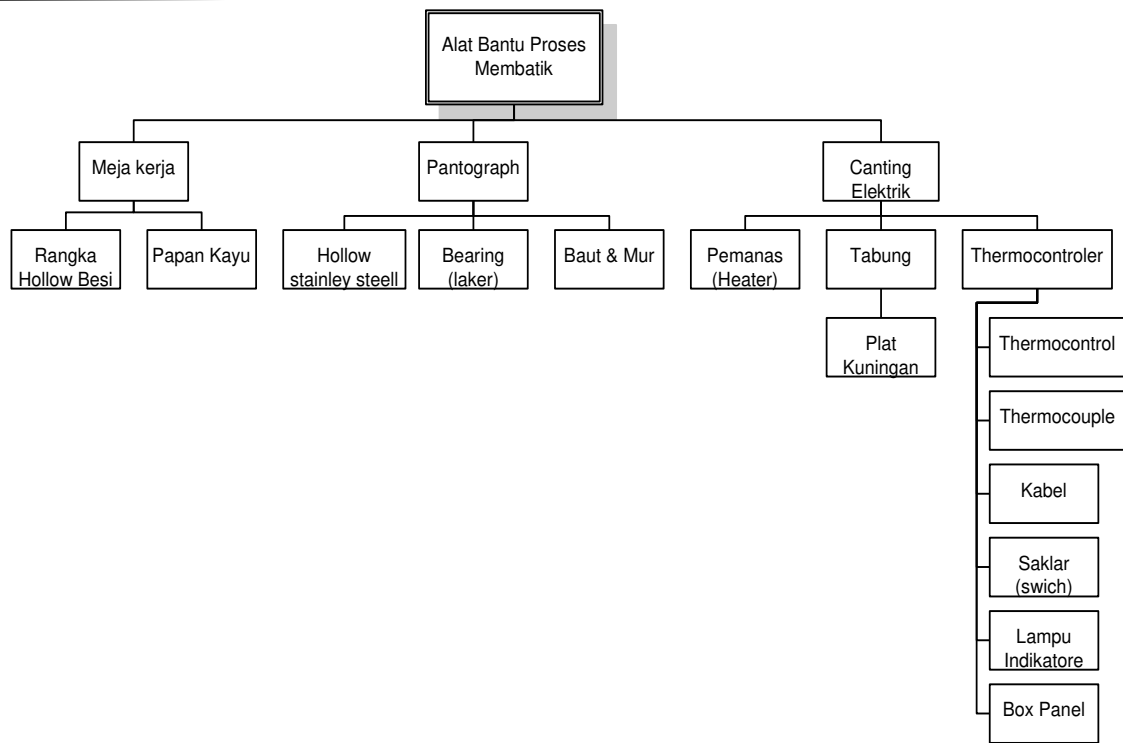 Alat Bantu Proses
Membatik
Meja kerja
Pantograph
Canting
Elektrik
Rangka
Hollow Besi
Papan Kayu
Hollow
stainley steell
Bearing
(laker)
Baut & Mur
Pemanas
(Heater)
Tabung
Thermocontroler
Plat
Kuningan
Thermocontrol
Thermocouple
Kabel
Saklar
(swich)
Lampu
Indikatore
Box Panel